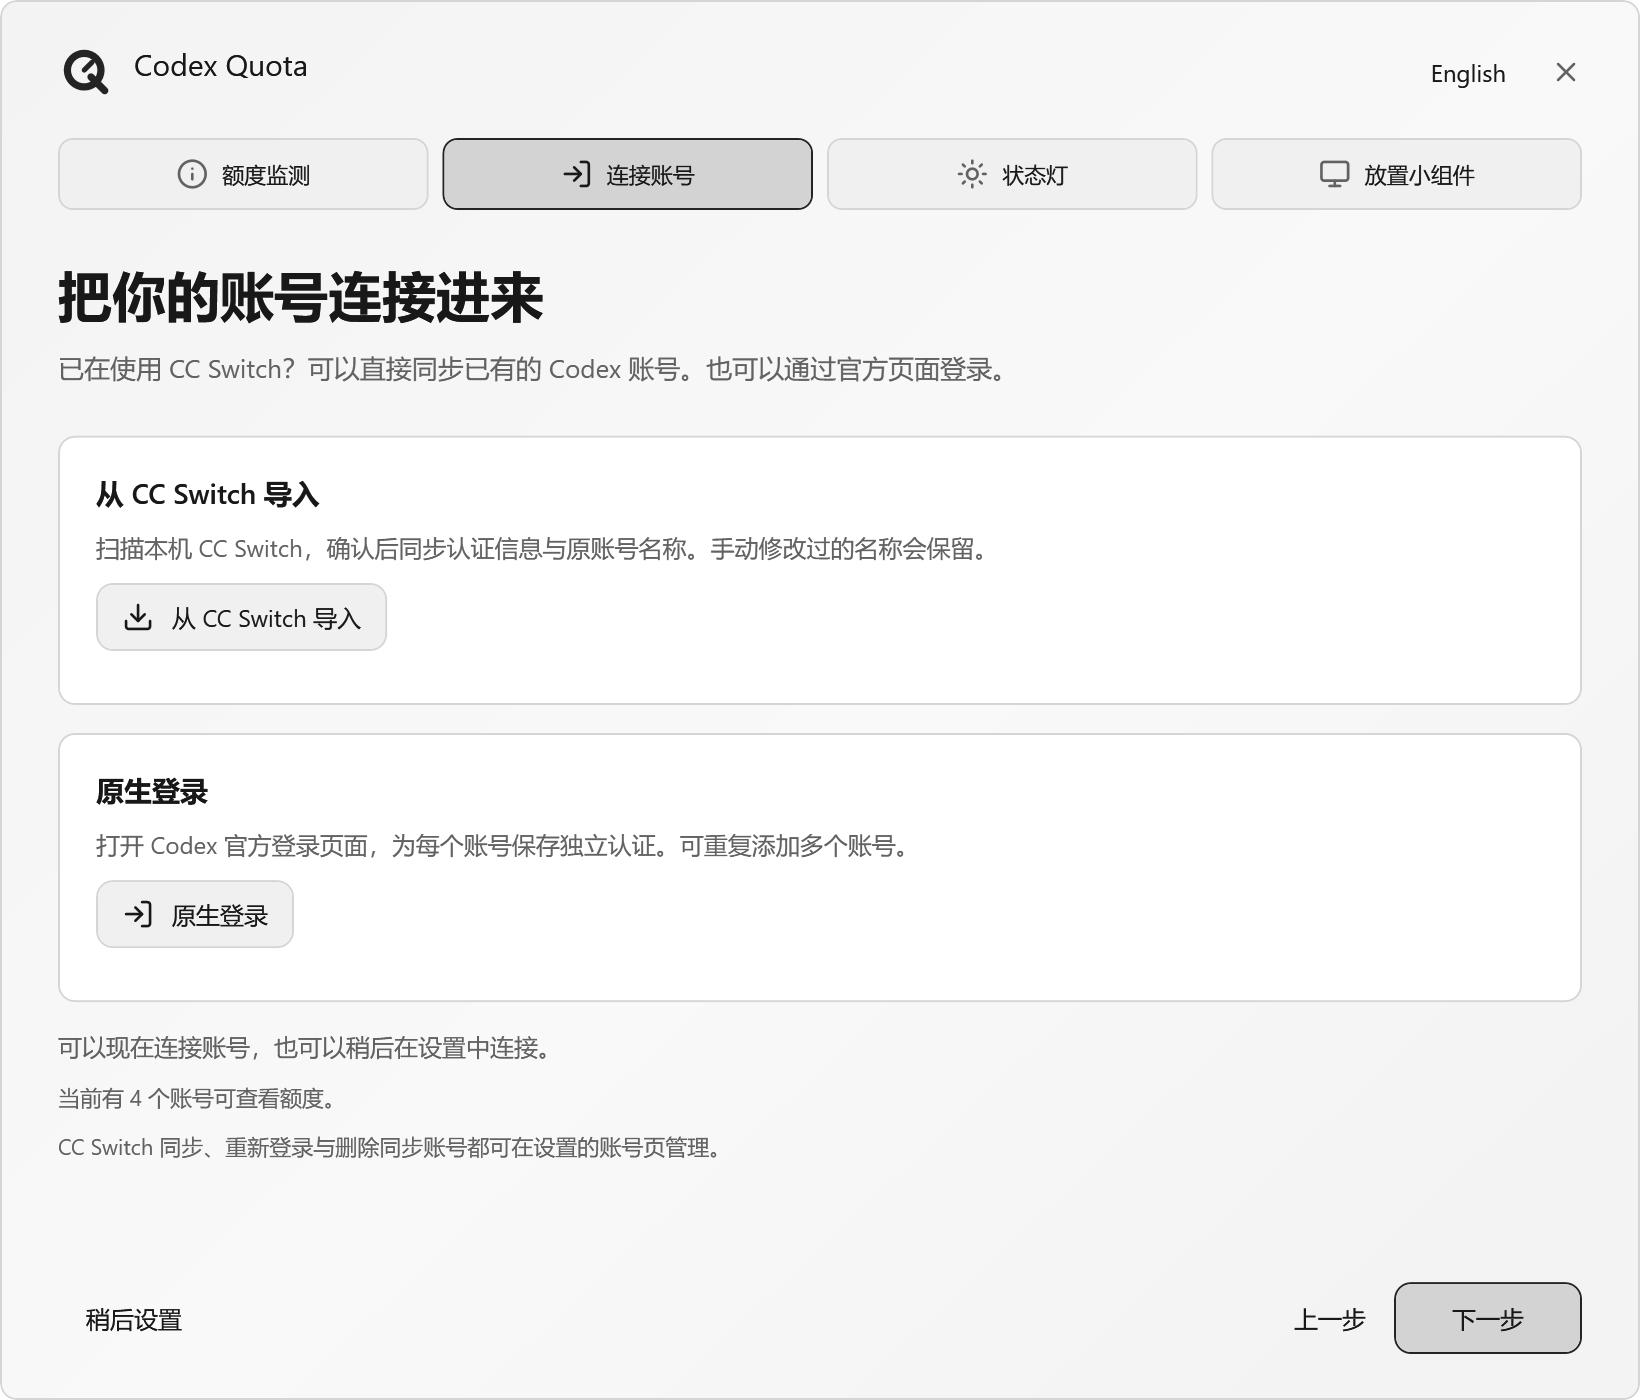 Codex Quota
English
额度监测
连接账号
状态灯
放置小组件
把你的账号连接进来
已在使用 CC Switch？可以直接同步已有的 Codex 账号。也可以通过官方页面登录。
从 CC Switch 导入
扫描本机 CC Switch，确认后同步认证信息与原账号名称。手动修改过的名称会保留。
从 CC Switch 导入
原生登录
打开 Codex 官方登录页面，为每个账号保存独立认证。可重复添加多个账号。
原生登录
可以现在连接账号，也可以稍后在设置中连接。
当前有 4 个账号可查看额度。
CC Switch 同步、重新登录与删除同步账号都可在设置的账号页管理。
稍后设置
上一步
下一步